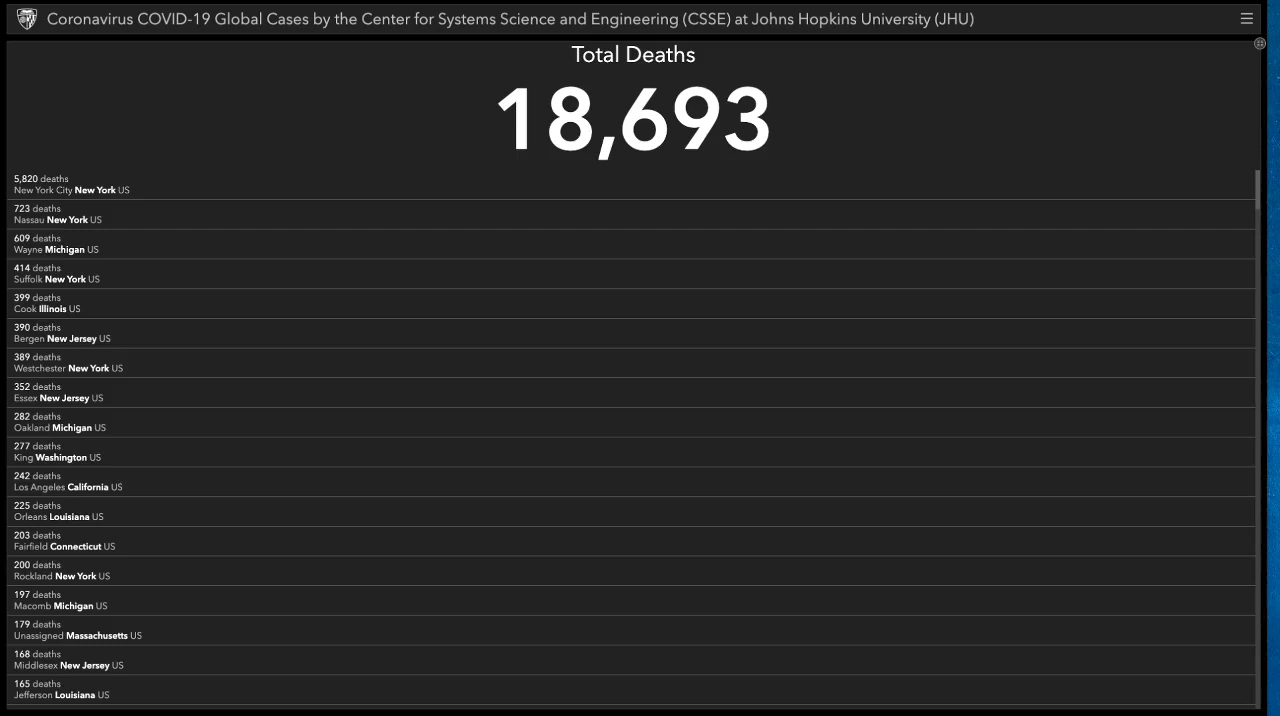 Coronavirus COVID-19 Global Cases by the Center for Systems Science and Engineering (CSSE) at Johns Hopkins University (JHU)
Total Deaths
18,693
5,820 deaths
New York City New York US
723 deaths
Nassau New York US
609 deaths
Wayne Michigan US
414 deaths
Suffolk New York US
399 deaths
Cook Illinois US
390 deaths
Bergen New Jersey US
389 deaths
Westchester New York US
352 deaths
Essex New Jersey US
282 deaths
Oakland Michigan US
277 deaths
King Washington US
242 deaths
Los Angeles California US
225 deaths
Orleans Louisiana US
203 deaths
Fairfield Connecticut US
200 deaths
Rockland New York US
197 deaths
Macomb Michigan US
179 deaths
Unassigned Massachusetts US
168 deaths
Middlesex New Jersey US
165 deaths
Jefferson Louisiana US